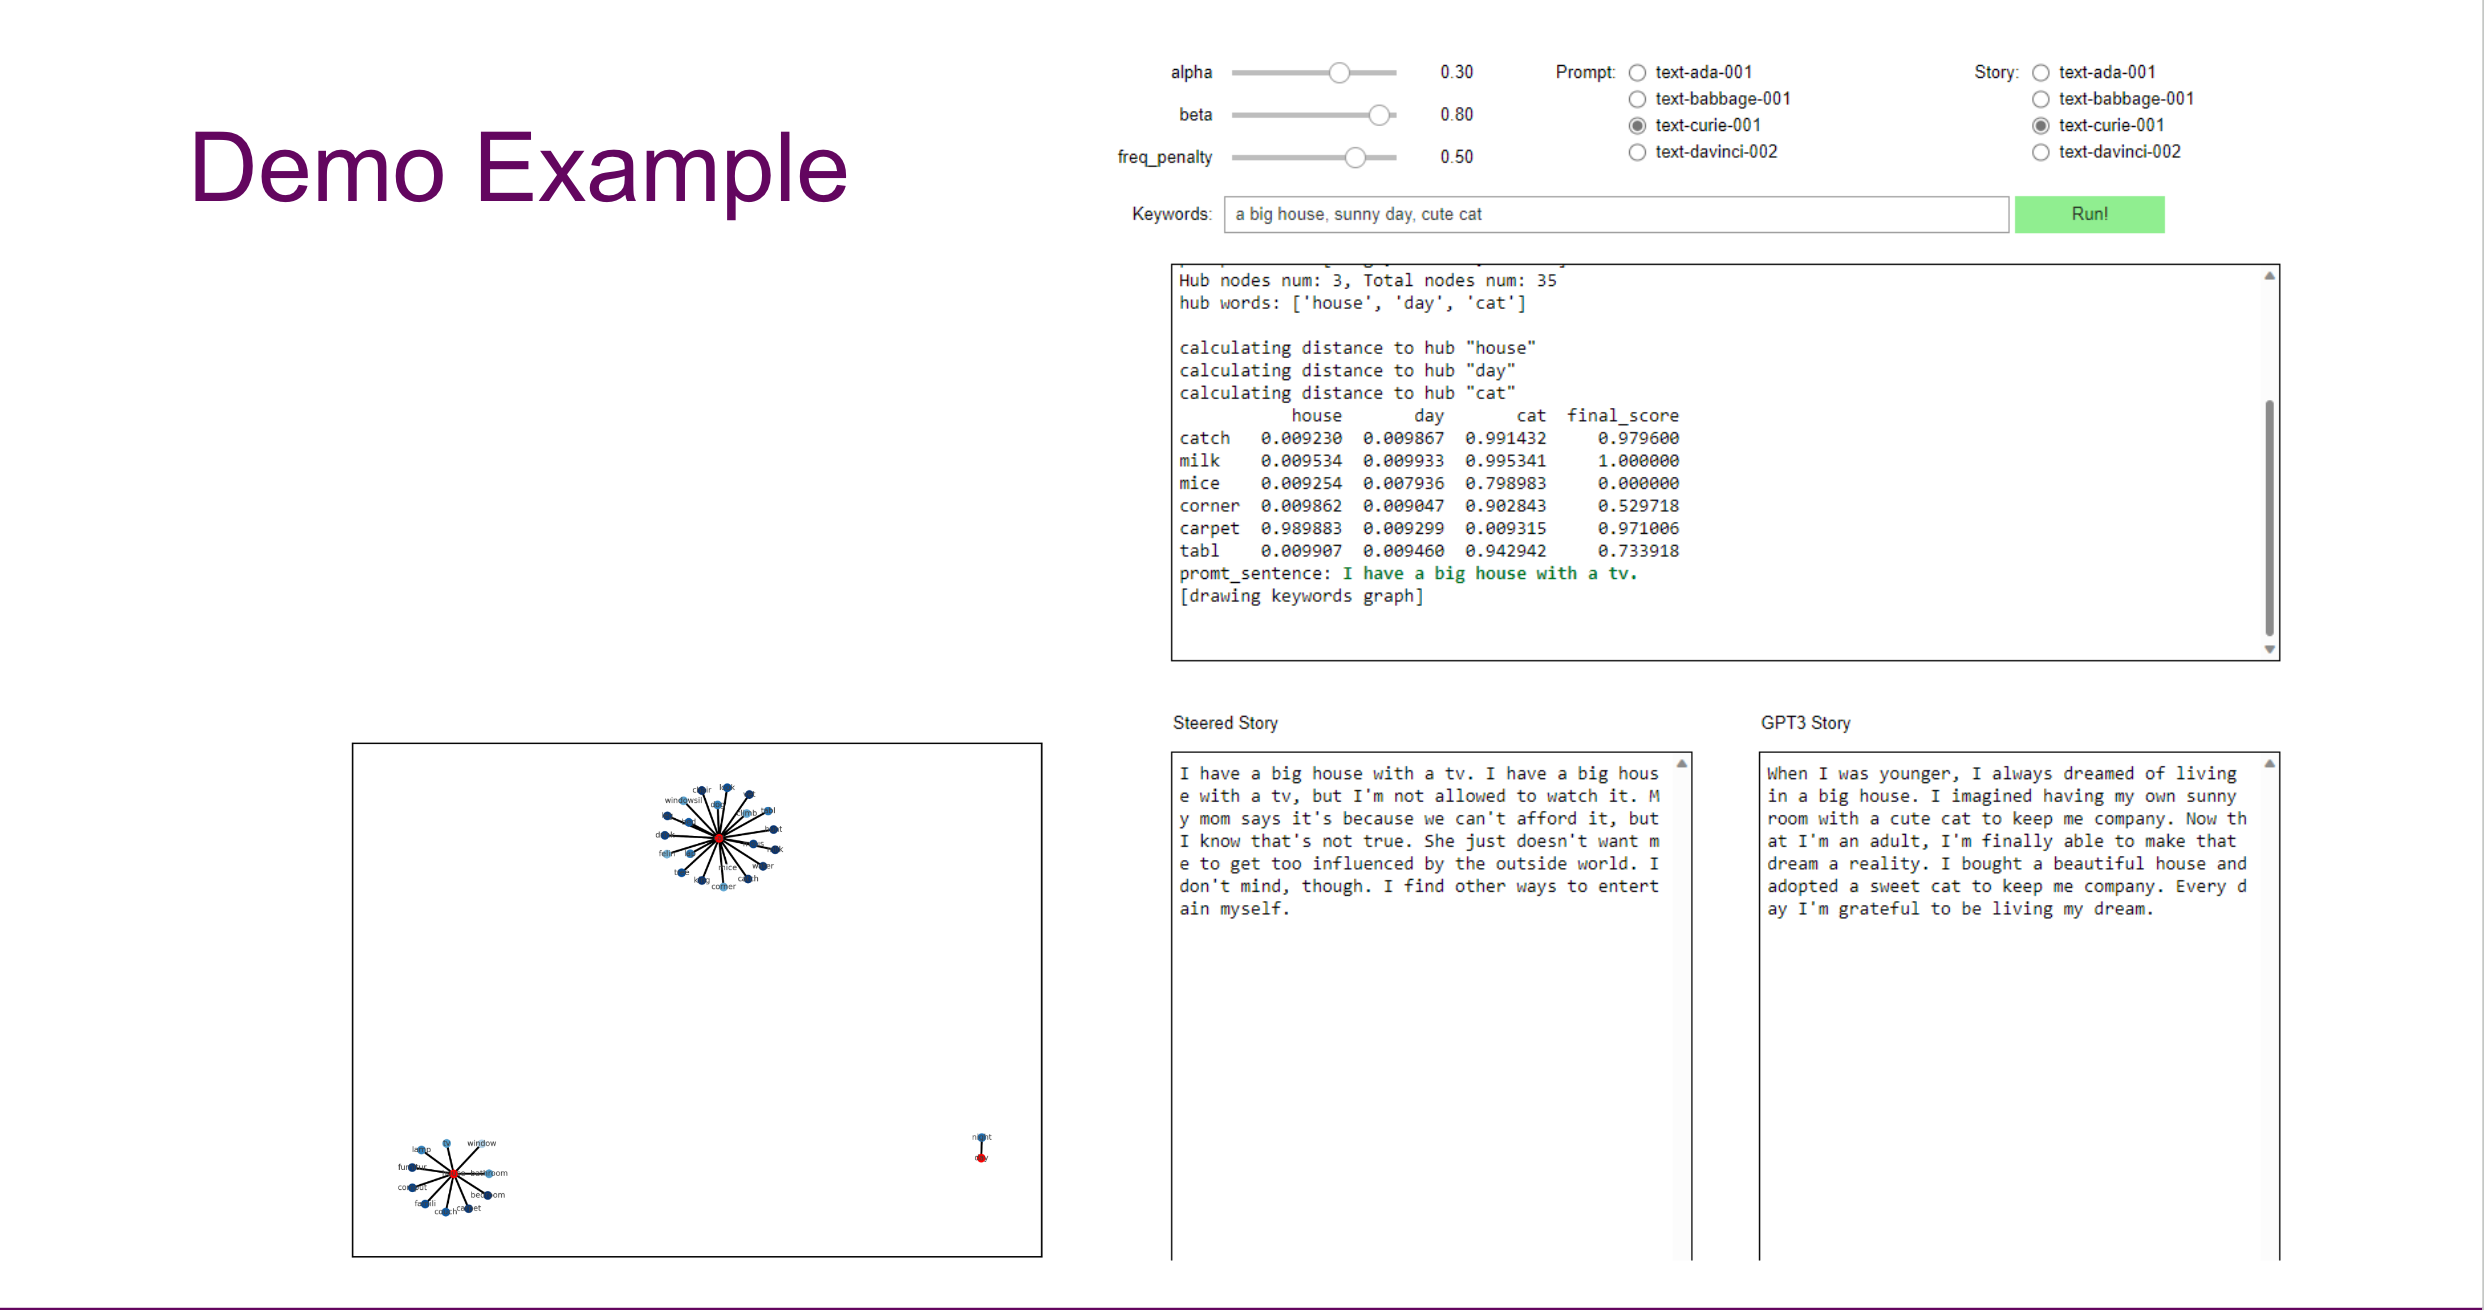 Demo Example
alpha 0.30
beta 0.80
freq_penalty 0.50
Prompt: text-ada-001
text-babbage-001
text-curie-001
text-davinci-002
Story: text-ada-001
text-babbage-001
text-curie-001
text-davinci-002
Keywords: a big house, sunny day, cute cat Run!
Hub nodes num: 3, Total nodes num: 35
hub words: ['house', 'day', 'cat']
calculating distance to hub "house"
calculating distance to hub "day"
calculating distance to hub "cat"
house day cat final_score
catch 0.009230 0.009867 0.991432 0.979600
milk 0.009534 0.009933 0.995341 1.000000
mice 0.009254 0.007936 0.798983 0.000000
corner 0.009862 0.009047 0.902843 0.529718
carpet 0.989883 0.009299 0.009315 0.971006
tabl 0.009907 0.009460 0.942942 0.733918
promt_sentence: I have a big house with a tv.
[drawing keywords graph]
Steered Story
I have a big house with a tv. I have a big hous
e with a tv, but I'm not allowed to watch it. M
y mom says it's because we can't afford it, but
I know that's not true. She just doesn't want m
e to get too influenced by the outside world. I
don't mind, though. I find other ways to entert
ain myself.
GPT3 Story
When I was younger, I always dreamed of living
in a big house. I imagined having my own sunny
room with a cute cat to keep me company. Now th
at I'm an adult, I'm finally able to make that
dream a reality. I bought a beautiful house and
adopted a sweet cat to keep me company. Every d
ay I'm grateful to be living my dream.
windowsil
climb
mice
corner
catch
lamp
tv
window
bathroom
bedroom
carpet
night
day